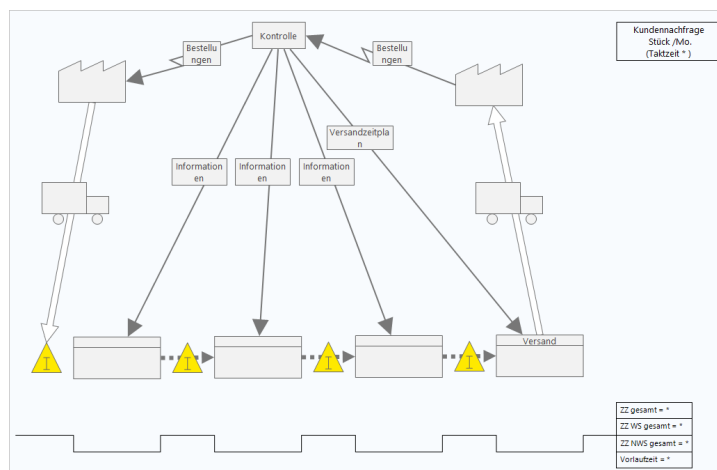 Kontrolle
Bestellu
ngen
Bestellu
ngen
Kundennachfrage
Stück /Mo.
(Taktzeit * )
Versandzeitpla
n
Information
en
Information
en
Information
en
Versand
I
I
I
I
ZZ gesamt = *
ZZ WS gesamt = *
ZZ NWS gesamt = *
Vorlaufzeit = *